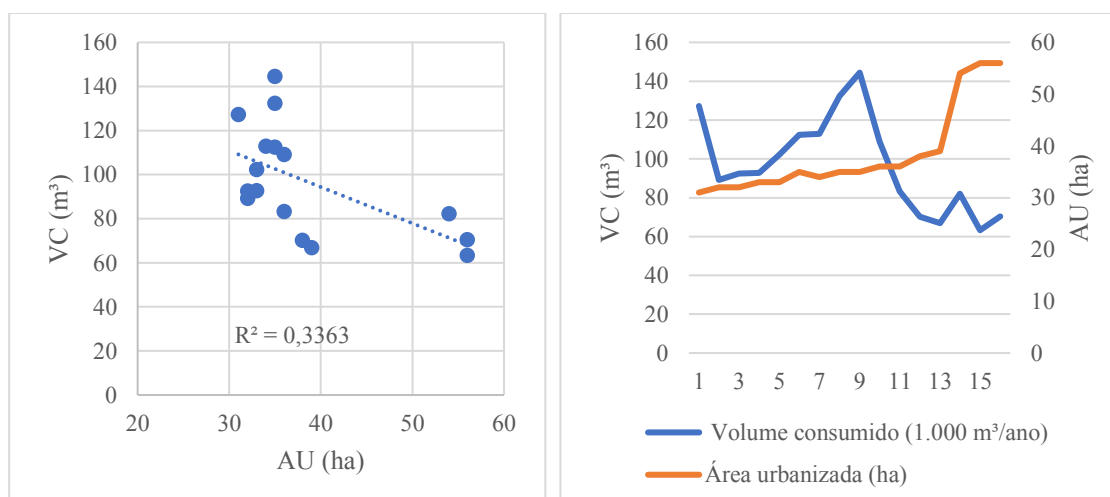 160
140
120
100
80
60
40
20
0
VC (m³)
R² = 0,3363
20 30 40 50 60
AU (ha)
160
140
120
100
80
60
40
20
0
VC (m³)
60
50
40
30
20
10
0
AU (ha)
1 3 5 7 9 11 13 15
Volume consumido (1.000 m³/ano)
Área urbanizada (ha)